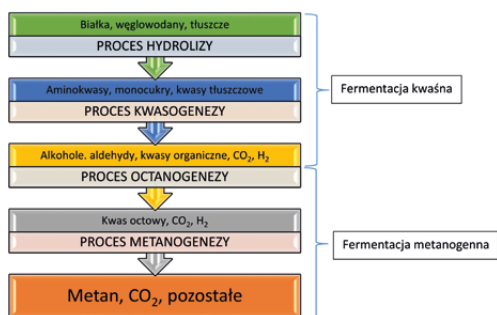 Białka, węglowodany, tłuszcze
PROCES HYDROLIZY
Aminokwasy, monocukry, kwasy tłuszczowe
PROCES KWASOGENEZY
Fermentacja kwaśna
Alkohole. aldehydy, kwasy organiczne, CO₂, H₂
PROCES OCTANOGENEZY
Kwas octowy, CO₂, H₂
PROCES METANOGENEZY
Fermentacja metanogenna
Metan, CO₂, pozostałe